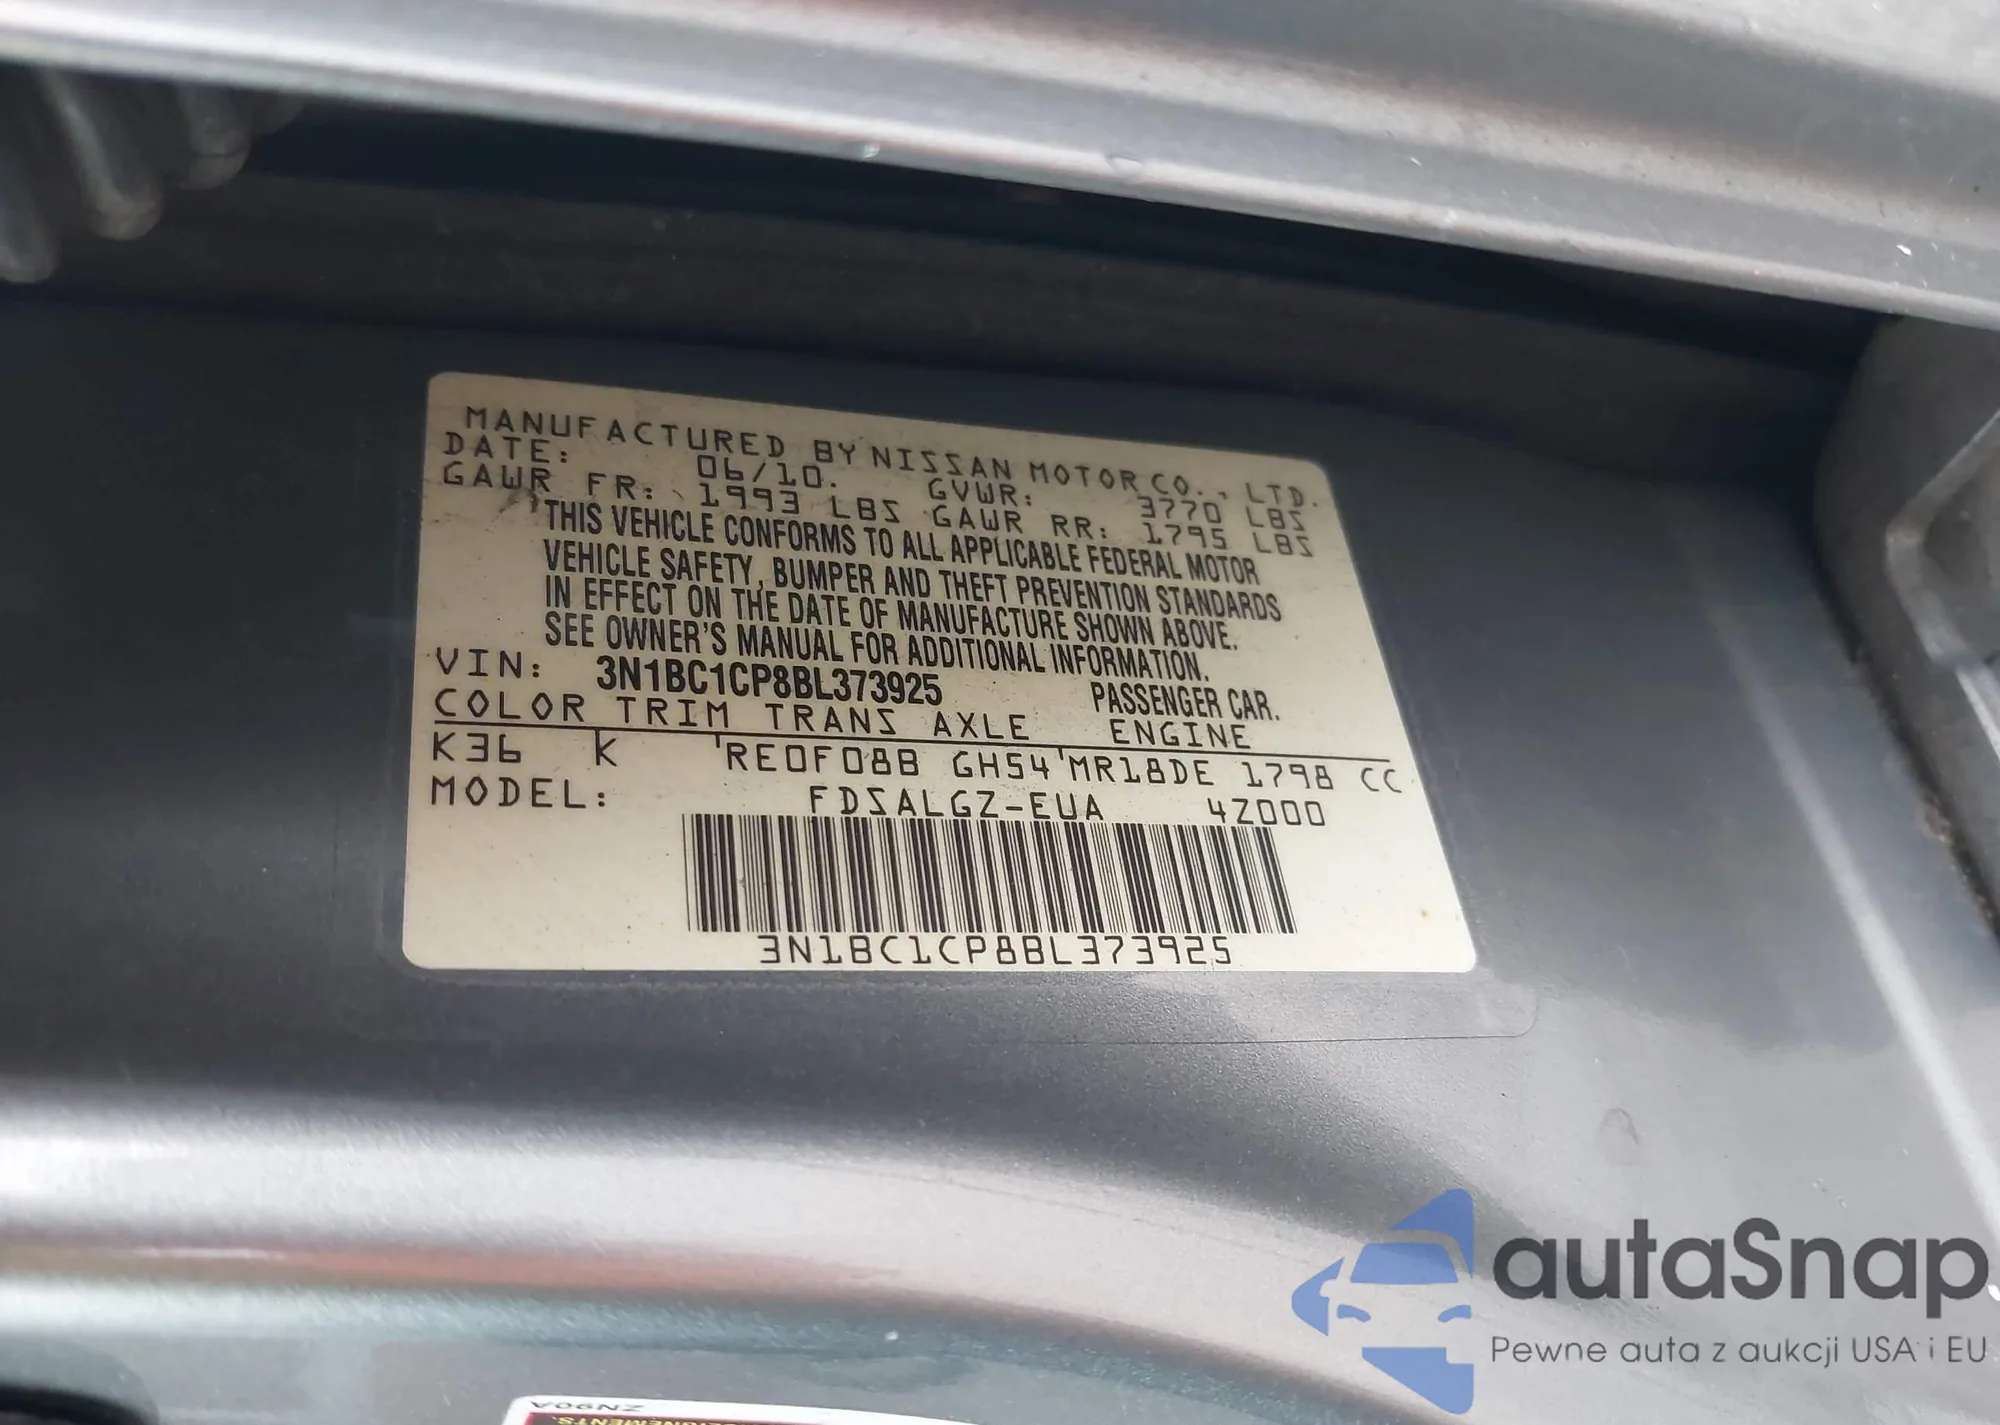 MANUFACTURED BY NISSAN MOTOR CO., LTD.
DATE: 06/10. GVWR: 3770 LBS
GAWR FR: 1993 LBS GAWR RR: 1795 LBS
THIS VEHICLE CONFORMS TO ALL APPLICABLE FEDERAL MOTOR
VEHICLE SAFETY, BUMPER AND THEFT PREVENTION STANDARDS
IN EFFECT ON THE DATE OF MANUFACTURE SHOWN ABOVE.
SEE OWNER'S MANUAL FOR ADDITIONAL INFORMATION.
VIN: 3N1BC1CP8BL373925 PASSENGER CAR.
COLOR TRIM TRANS AXLE ENGINE
K36 K RE0F08B GH54 MR18DE 1798 CC
MODEL: FDSALGZ-EUA 4Z000
3N1BC1CP8BL373925
autaSnap
Pewne auta z aukcji USA i EU
ZN90A